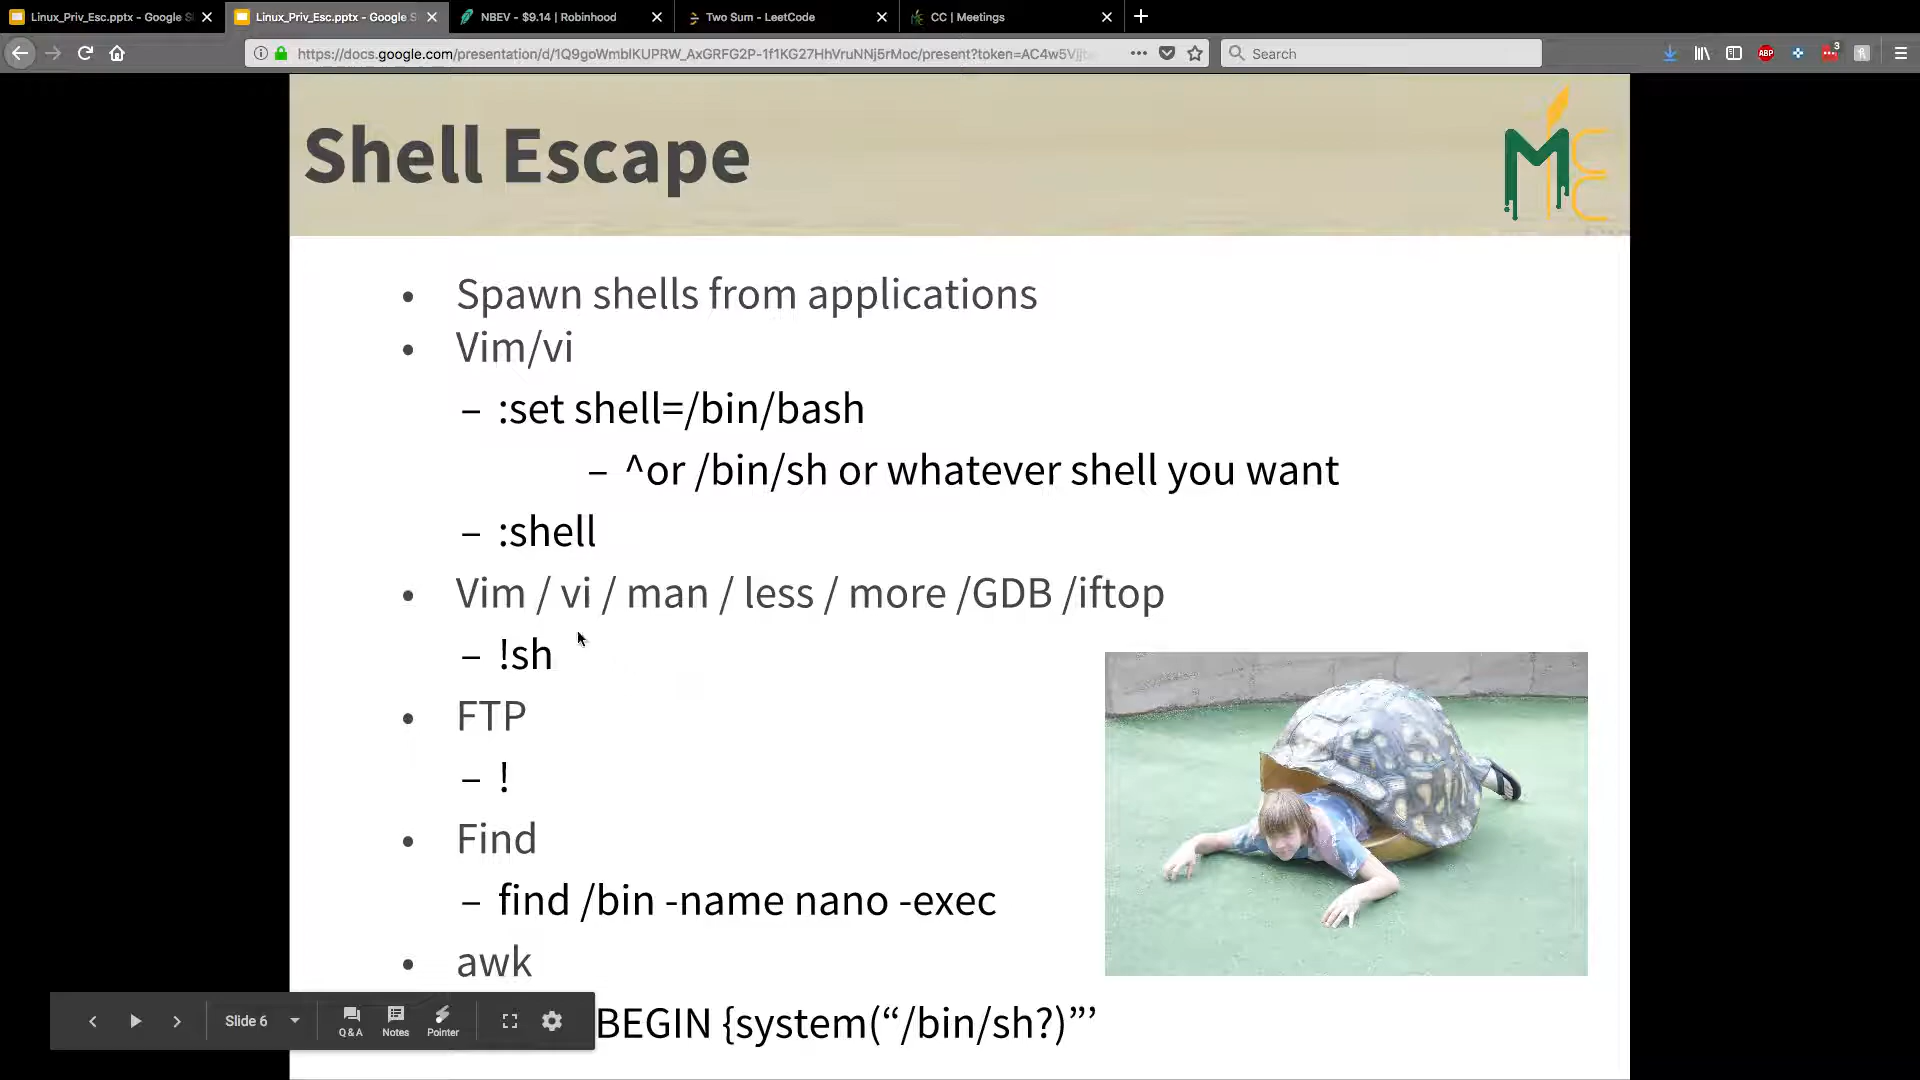 Linux_Priv_Esc.pptx - Google S
Linux_Priv_Esc.pptx - Google S
NBEV - $9.14 | Robinhood
Two Sum - LeetCode
CC | Meetings
https://docs.google.com/presentation/d/1Q9goWmblKUPRW_AxGRFG2P-1f1KG27HhVruNNj5rMoc/present?token=AC4w5Vj
Search
ABP
3
Shell Escape
• Spawn shells from applications
• Vim/vi
– :set shell=/bin/bash
– ^or /bin/sh or whatever shell you want
– :shell
• Vim / vi / man / less / more /GDB /iftop
– !sh
• FTP
– !
• Find
– find /bin -name nano -exec
• awk
BEGIN {system(“/bin/sh?)”’
Slide 6
Q&A
Notes
Pointer